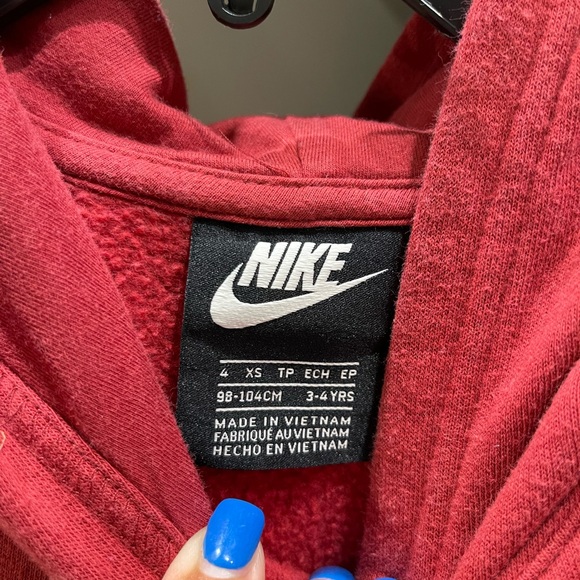 NIKE
4 XS TP ECH EP
98-104CM 3-4YRS
MADE IN VIETNAM
FABRIQUÉ AU VIETNAM
HECHO EN VIETNAM